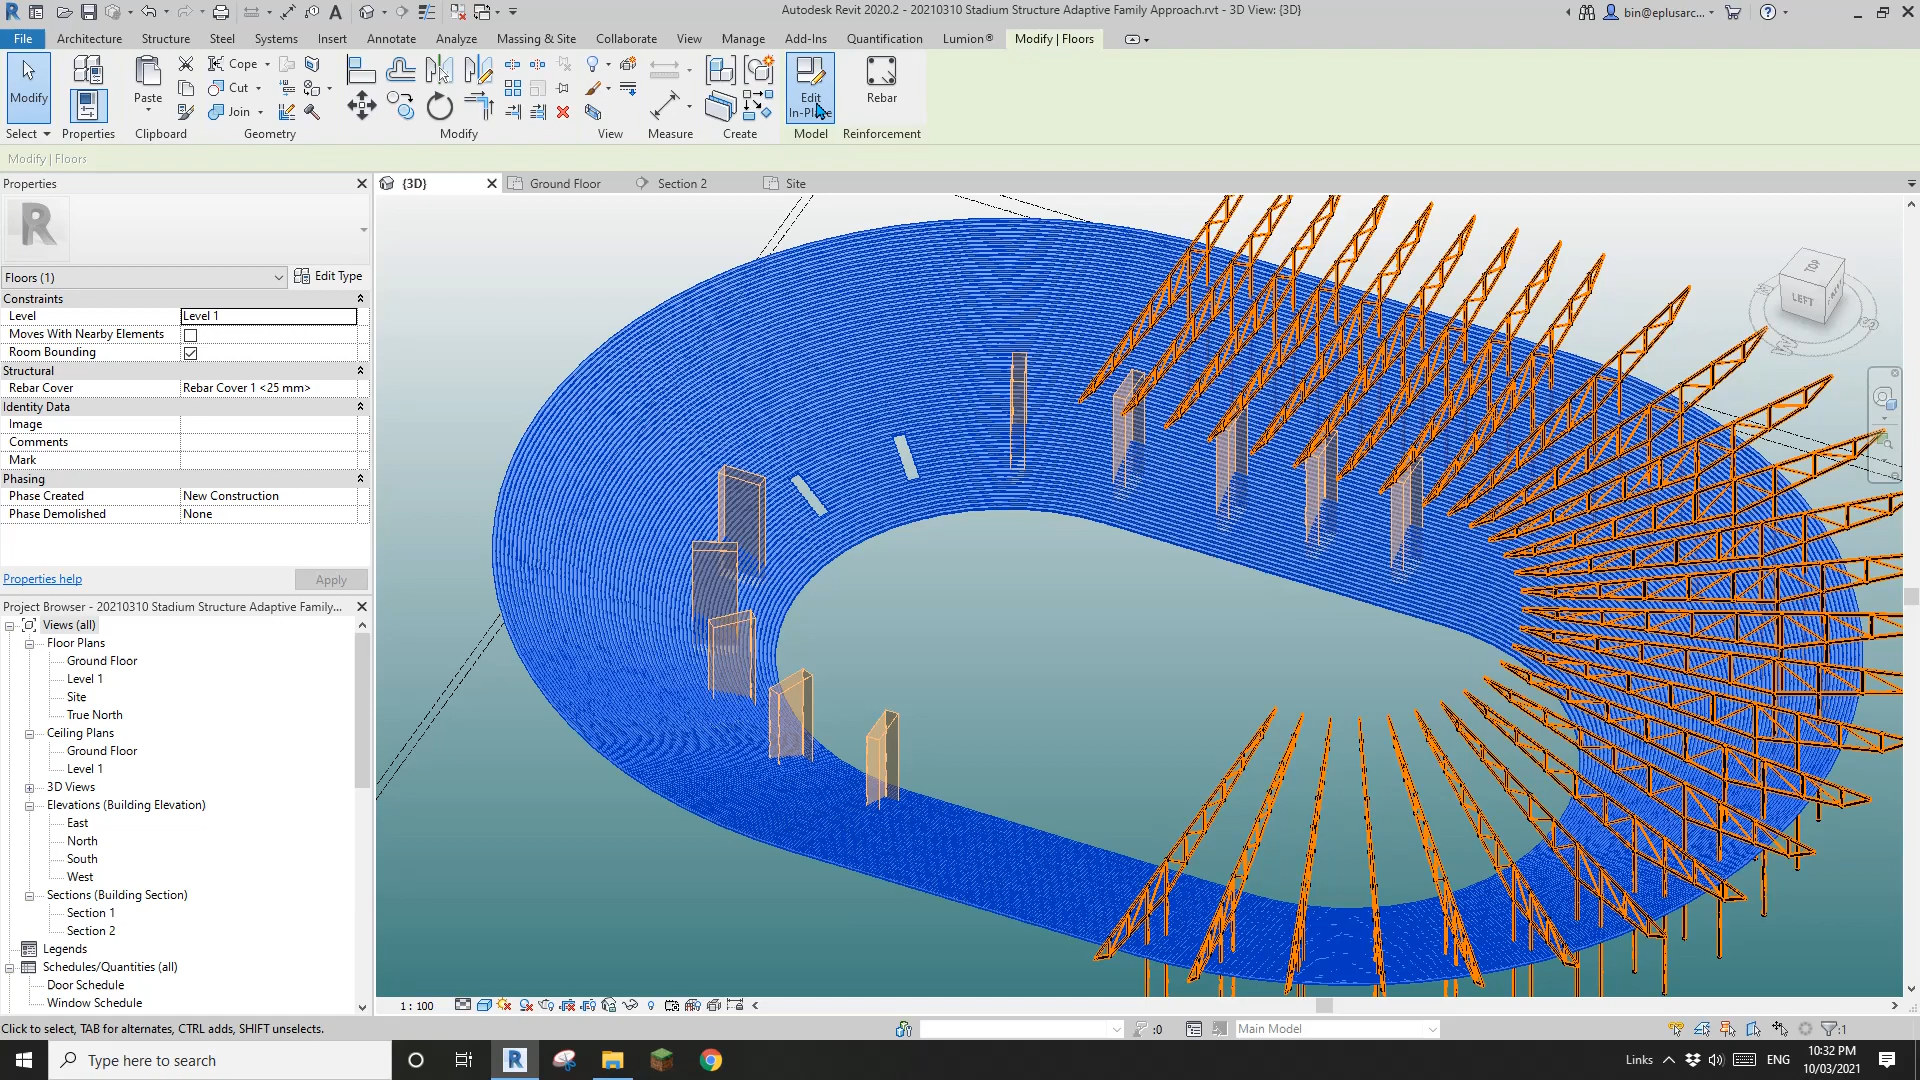 Autodesk Revit 2020.2 - 20210310 Stadium Structure Adaptive Family Approach.rvt - 3D View: {3D}
bin@eplusarc...
File Architecture Structure Steel Systems Insert Annotate Analyze Massing & Site Collaborate View Manage Add-Ins Quantification Lumion® Modify | Floors
Modify
Paste
Cope
Cut
Join
Edit
In-Place
Rebar
Select Properties Clipboard Geometry Modify View Measure Create Model Reinforcement
Modify | Floors
Properties
{3D} Ground Floor Section 2 Site
Floors (1) Edit Type
Constraints
Level Level 1
Moves With Nearby Elements
Room Bounding
Structural
Rebar Cover Rebar Cover 1 <25 mm>
Identity Data
Image
Comments
Mark
Phasing
Phase Created New Construction
Phase Demolished None
Properties help Apply
Project Browser - 20210310 Stadium Structure Adaptive Family...
Views (all)
Floor Plans
Ground Floor
Level 1
Site
True North
Ceiling Plans
Ground Floor
Level 1
3D Views
Elevations (Building Elevation)
East
North
South
West
Sections (Building Section)
Section 1
Section 2
Legends
Schedules/Quantities (all)
Door Schedule
Window Schedule
TOP
LEFT
W
S
1 : 100
Click to select, TAB for alternates, CTRL adds, SHIFT unselects.
:0
Main Model
:1
Type here to search
Links
ENG
10:32 PM
10/03/2021